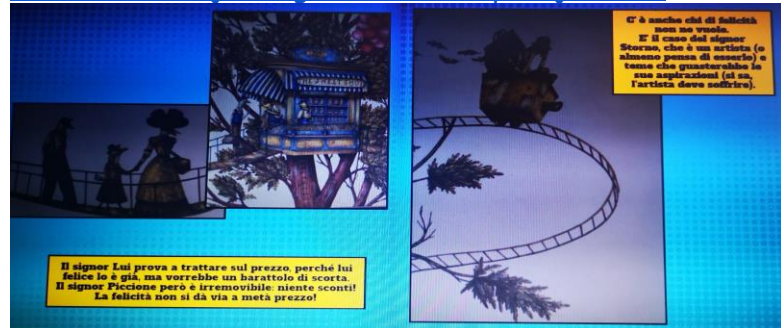 Il signor Lui prova a trattare sul prezzo, perché lui
felice lo è già, ma vorrebbe un barattolo di scorta.
Il signor Piccione però è irremovibile: niente sconti!
La felicità non si dà via a metà prezzo!
C' è anche chi di felicità
non ne vuole.
E' il caso del signor
Storno, che è un artista (o
almeno pensa di esserlo) e
teme che guasterebbe le
sue aspirazioni (si sa,
l'artista deve soffrire).